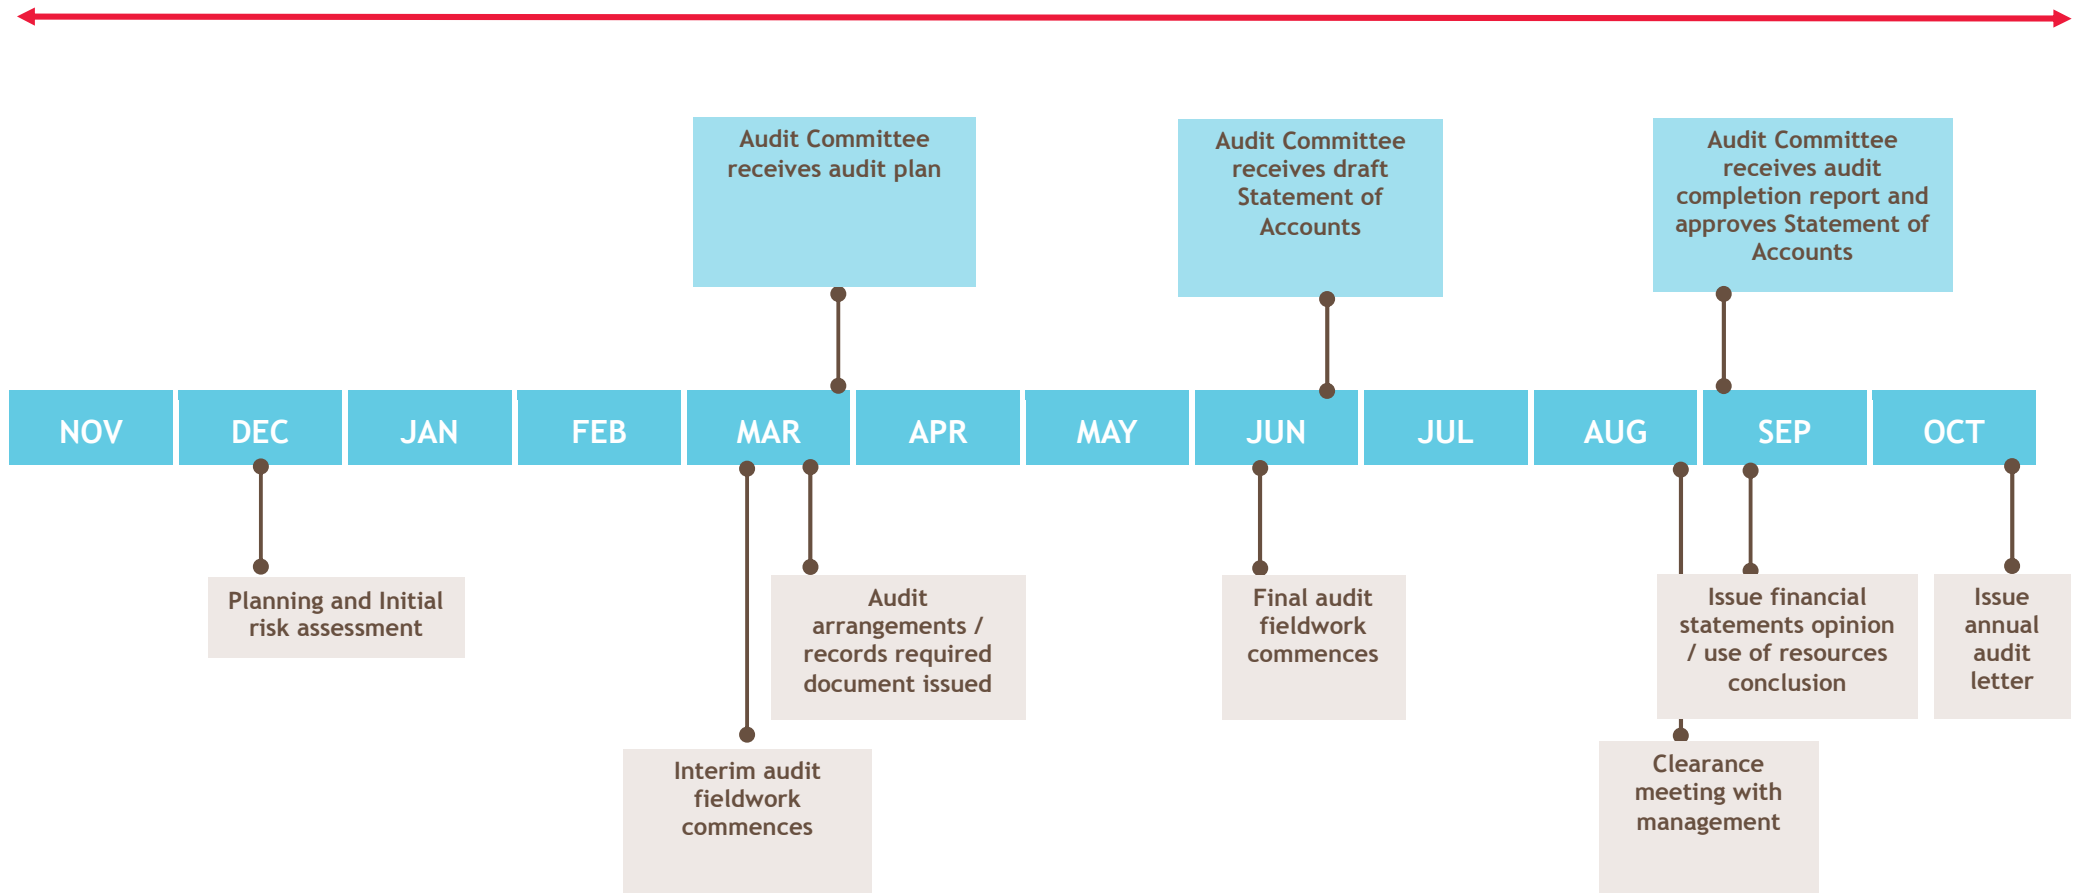 Audit Committee
receives audit plan
Audit Committee
receives draft
Statement of
Accounts
Audit Committee
receives audit
completion report and
approves Statement of
Accounts
NOV
DEC
JAN
FEB
MAR
APR
MAY
JUN
JUL
AUG
SEP
OCT
Planning and Initial
risk assessment
Audit
arrangements /
records required
document issued
Final audit
fieldwork
commences
Issue financial
statements opinion
/ use of resources
conclusion
Issue
annual
audit
letter
Interim audit
fieldwork
commences
Clearance
meeting with
management